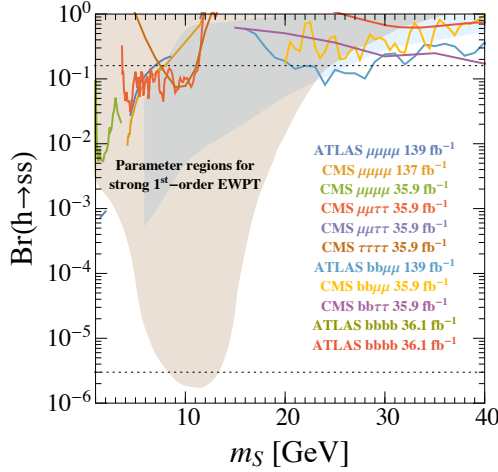 10⁰
10⁻¹
10⁻²
10⁻³
10⁻⁴
10⁻⁵
10⁻⁶
Br(h→ss)
Parameter regions for
strong 1ˢᵗ−order EWPT
ATLAS μμμμ 139 fb⁻¹
CMS μμμμ 137 fb⁻¹
CMS μμμμ 35.9 fb⁻¹
CMS μμττ 35.9 fb⁻¹
CMS μμττ 35.9 fb⁻¹
CMS ττττ 35.9 fb⁻¹
ATLAS bbμμ 139 fb⁻¹
CMS bbμμ 35.9 fb⁻¹
CMS bbττ 35.9 fb⁻¹
ATLAS bbbb 36.1 fb⁻¹
ATLAS bbbb 36.1 fb⁻¹
10 20 30 40
m_S [GeV]